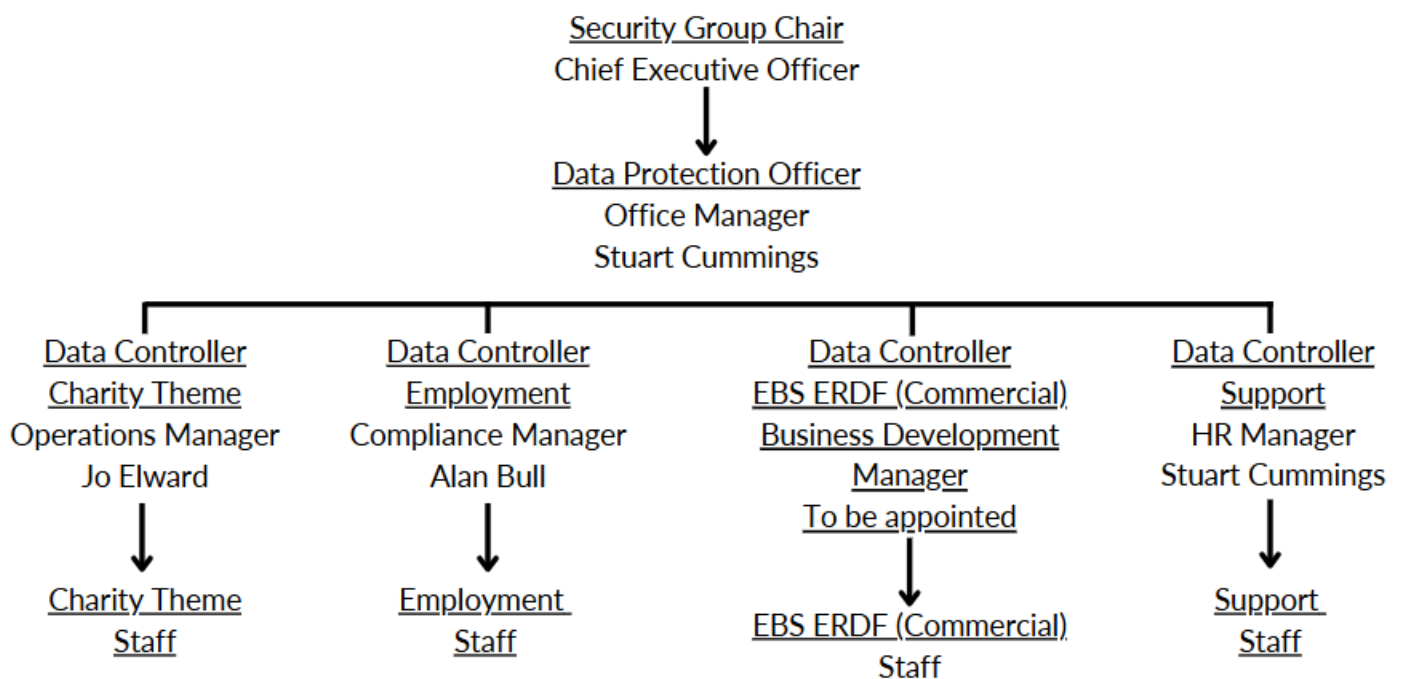 Security Group Chair
Chief Executive Officer
Data Protection Officer
Office Manager
Stuart Cummings
Data Controller
Charity Theme
Operations Manager
Jo Elward
Charity Theme
Staff
Data Controller
Employment
Compliance Manager
Alan Bull
Employment
Staff
Data Controller
EBS ERDF (Commercial)
Business Development
Manager
To be appointed
EBS ERDF (Commercial)
Staff
Data Controller
Support
HR Manager
Stuart Cummings
Support
Staff